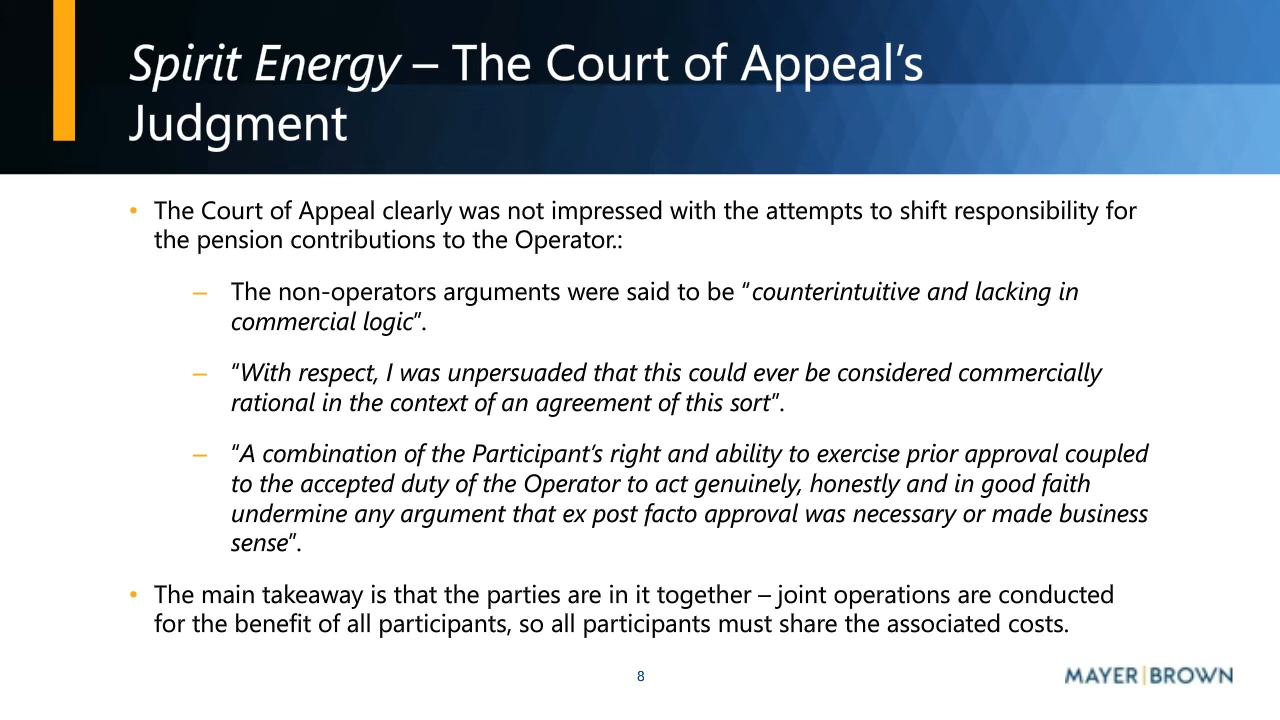 Spirit Energy – The Court of Appeal’s
Judgment
• The Court of Appeal clearly was not impressed with the attempts to shift responsibility for
the pension contributions to the Operator.:
– The non-operators arguments were said to be “counterintuitive and lacking in
commercial logic”.
– “With respect, I was unpersuaded that this could ever be considered commercially
rational in the context of an agreement of this sort”.
– “A combination of the Participant’s right and ability to exercise prior approval coupled
to the accepted duty of the Operator to act genuinely, honestly and in good faith
undermine any argument that ex post facto approval was necessary or made business
sense”.
• The main takeaway is that the parties are in it together – joint operations are conducted
for the benefit of all participants, so all participants must share the associated costs.
8
MAYER|BROWN